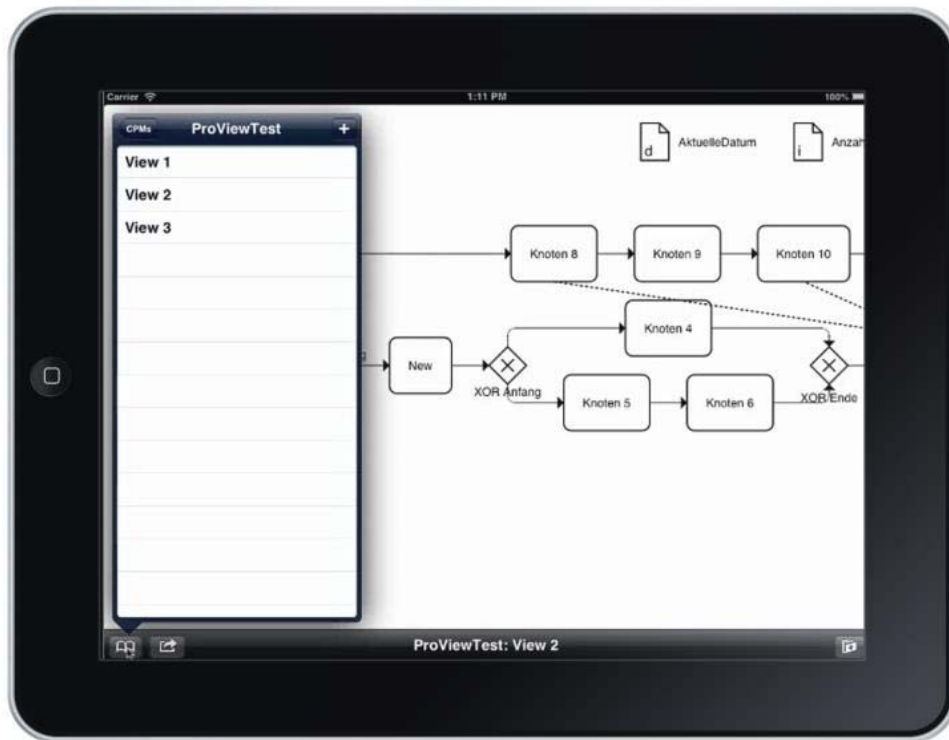 Carrier
1:11 PM
100%
CPMs
ProViewTest
+
View 1
View 2
View 3
d
AktuelleDatum
i
Anzah
Knoten 8
Knoten 9
Knoten 10
Knoten 4
New
XOR Anfang
XOR Ende
Knoten 5
Knoten 6
ProViewTest: View 2